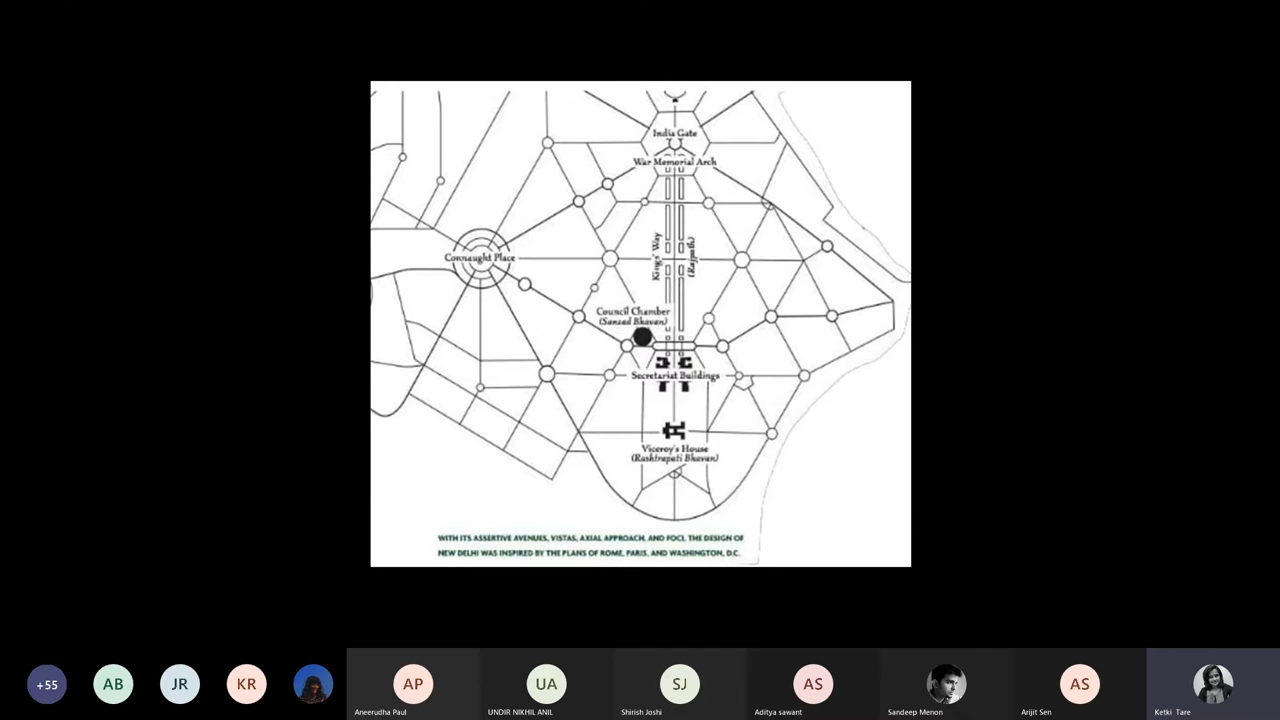 India Gate
War Memorial Arch
King's Way
(Rajpath)
Connaught Place
Council Chamber
(Sansad Bhavan)
Secretariat Buildings
Viceroy's House
(Rashtrapati Bhavan)
WITH ITS ASSERTIVE AVENUES, VISTAS, AXIAL APPROACH, AND FOCI, THE DESIGN OF
NEW DELHI WAS INSPIRED BY THE PLANS OF ROME, PARIS, AND WASHINGTON, D.C.
+55
AB
JR
KR
AP
UA
SJ
AS
AS
Aneerudha Paul
UNDIR NIKHIL ANIL
Shirish Joshi
Aditya sawant
Sandeep Menon
Arijit Sen
Ketki Tare